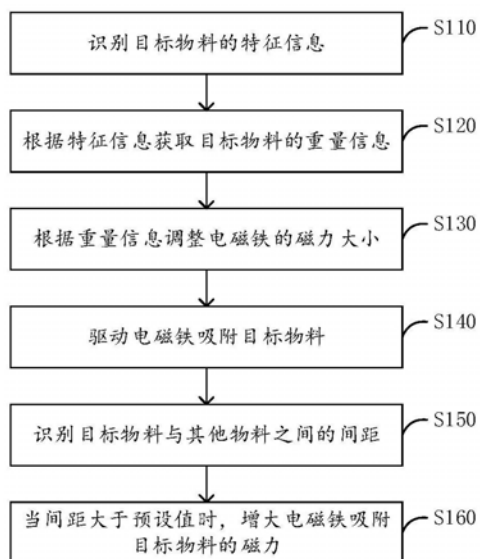 识别目标物料的特征信息
S110
根据特征信息获取目标物料的重量信息
S120
根据重量信息调整电磁铁的磁力大小
S130
驱动电磁铁吸附目标物料
S140
识别目标物料与其他物料之间的间距
S150
当间距大于预设值时，增大电磁铁吸附
目标物料的磁力
S160